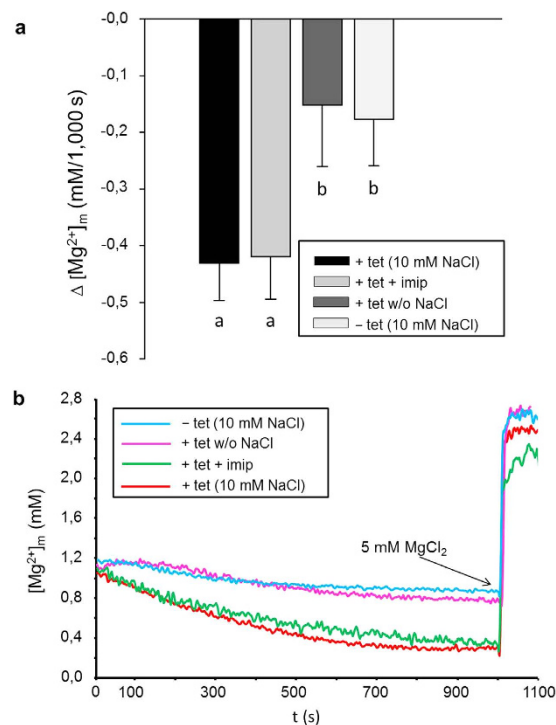 a
-0,0
-0,1
-0,2
-0,3
-0,4
-0,5
-0,6
Δ [Mg²⁺]ₘ (mM/1,000 s)
a
a
b
b
+ tet (10 mM NaCl)
+ tet + imip
+ tet w/o NaCl
− tet (10 mM NaCl)
b
2,8
2,4
2,0
1,6
1,2
0,8
0,4
0,0
[Mg²⁺]ₘ (mM)
− tet (10 mM NaCl)
+ tet w/o NaCl
+ tet + imip
+ tet (10 mM NaCl)
5 mM MgCl₂
0 100 300 500 700 900 1100
t (s)